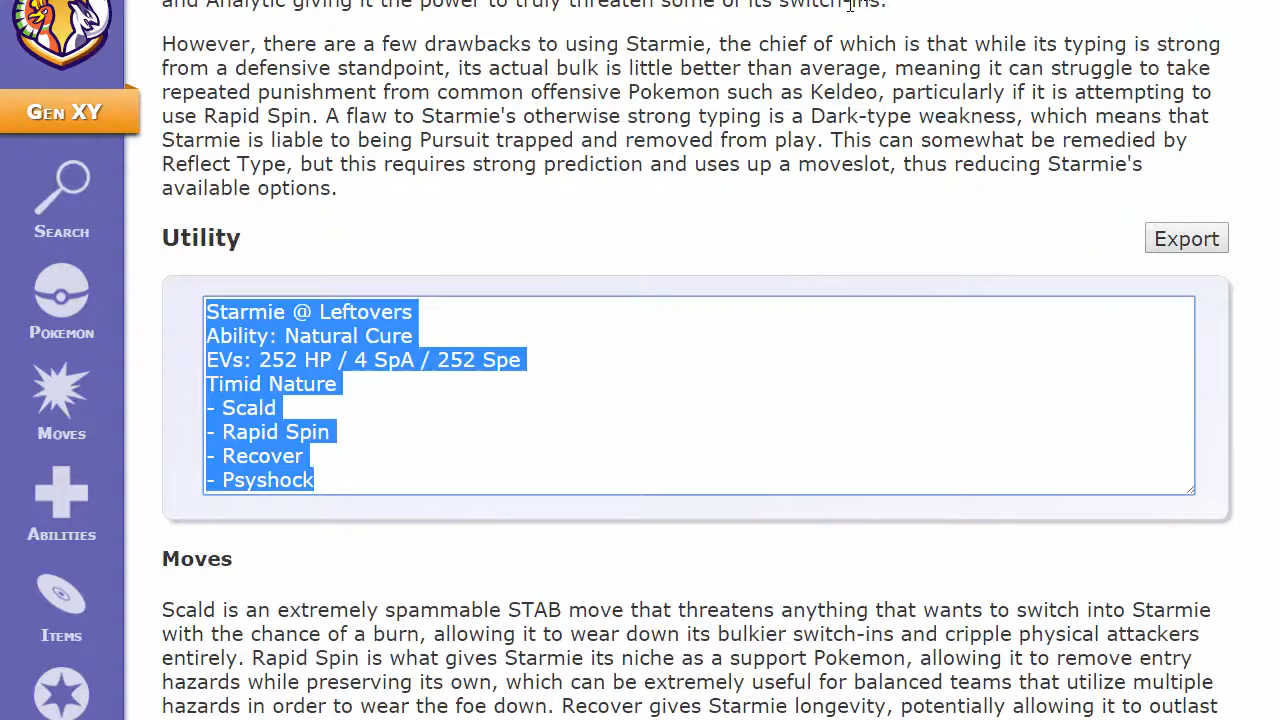 and Analytic giving it the power to truly threaten some of its switch-ins.
However, there are a few drawbacks to using Starmie, the chief of which is that while its typing is strong
from a defensive standpoint, its actual bulk is little better than average, meaning it can struggle to take
repeated punishment from common offensive Pokemon such as Keldeo, particularly if it is attempting to
use Rapid Spin. A flaw to Starmie's otherwise strong typing is a Dark-type weakness, which means that
Starmie is liable to being Pursuit trapped and removed from play. This can somewhat be remedied by
Reflect Type, but this requires strong prediction and uses up a moveslot, thus reducing Starmie's
available options.
Gen XY
Search
Pokemon
Moves
Abilities
Items
Utility
Export
Starmie @ Leftovers
Ability: Natural Cure
EVs: 252 HP / 4 SpA / 252 Spe
Timid Nature
- Scald
- Rapid Spin
- Recover
- Psyshock
Moves
Scald is an extremely spammable STAB move that threatens anything that wants to switch into Starmie
with the chance of a burn, allowing it to wear down its bulkier switch-ins and cripple physical attackers
entirely. Rapid Spin is what gives Starmie its niche as a support Pokemon, allowing it to remove entry
hazards while preserving its own, which can be extremely useful for balanced teams that utilize multiple
hazards in order to wear the foe down. Recover gives Starmie longevity, potentially allowing it to outlast